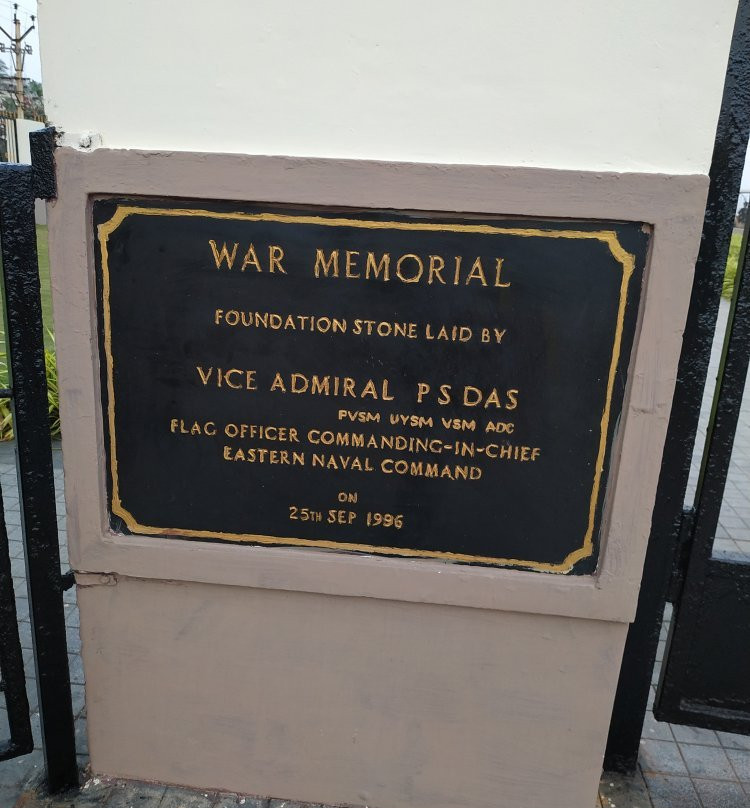 WAR MEMORIAL
FOUNDATION STONE LAID BY
VICE ADMIRAL P S DAS
PVSM UYSM VSM ADC
FLAG OFFICER COMMANDING-IN-CHIEF
EASTERN NAVAL COMMAND
ON
25TH SEP 1996